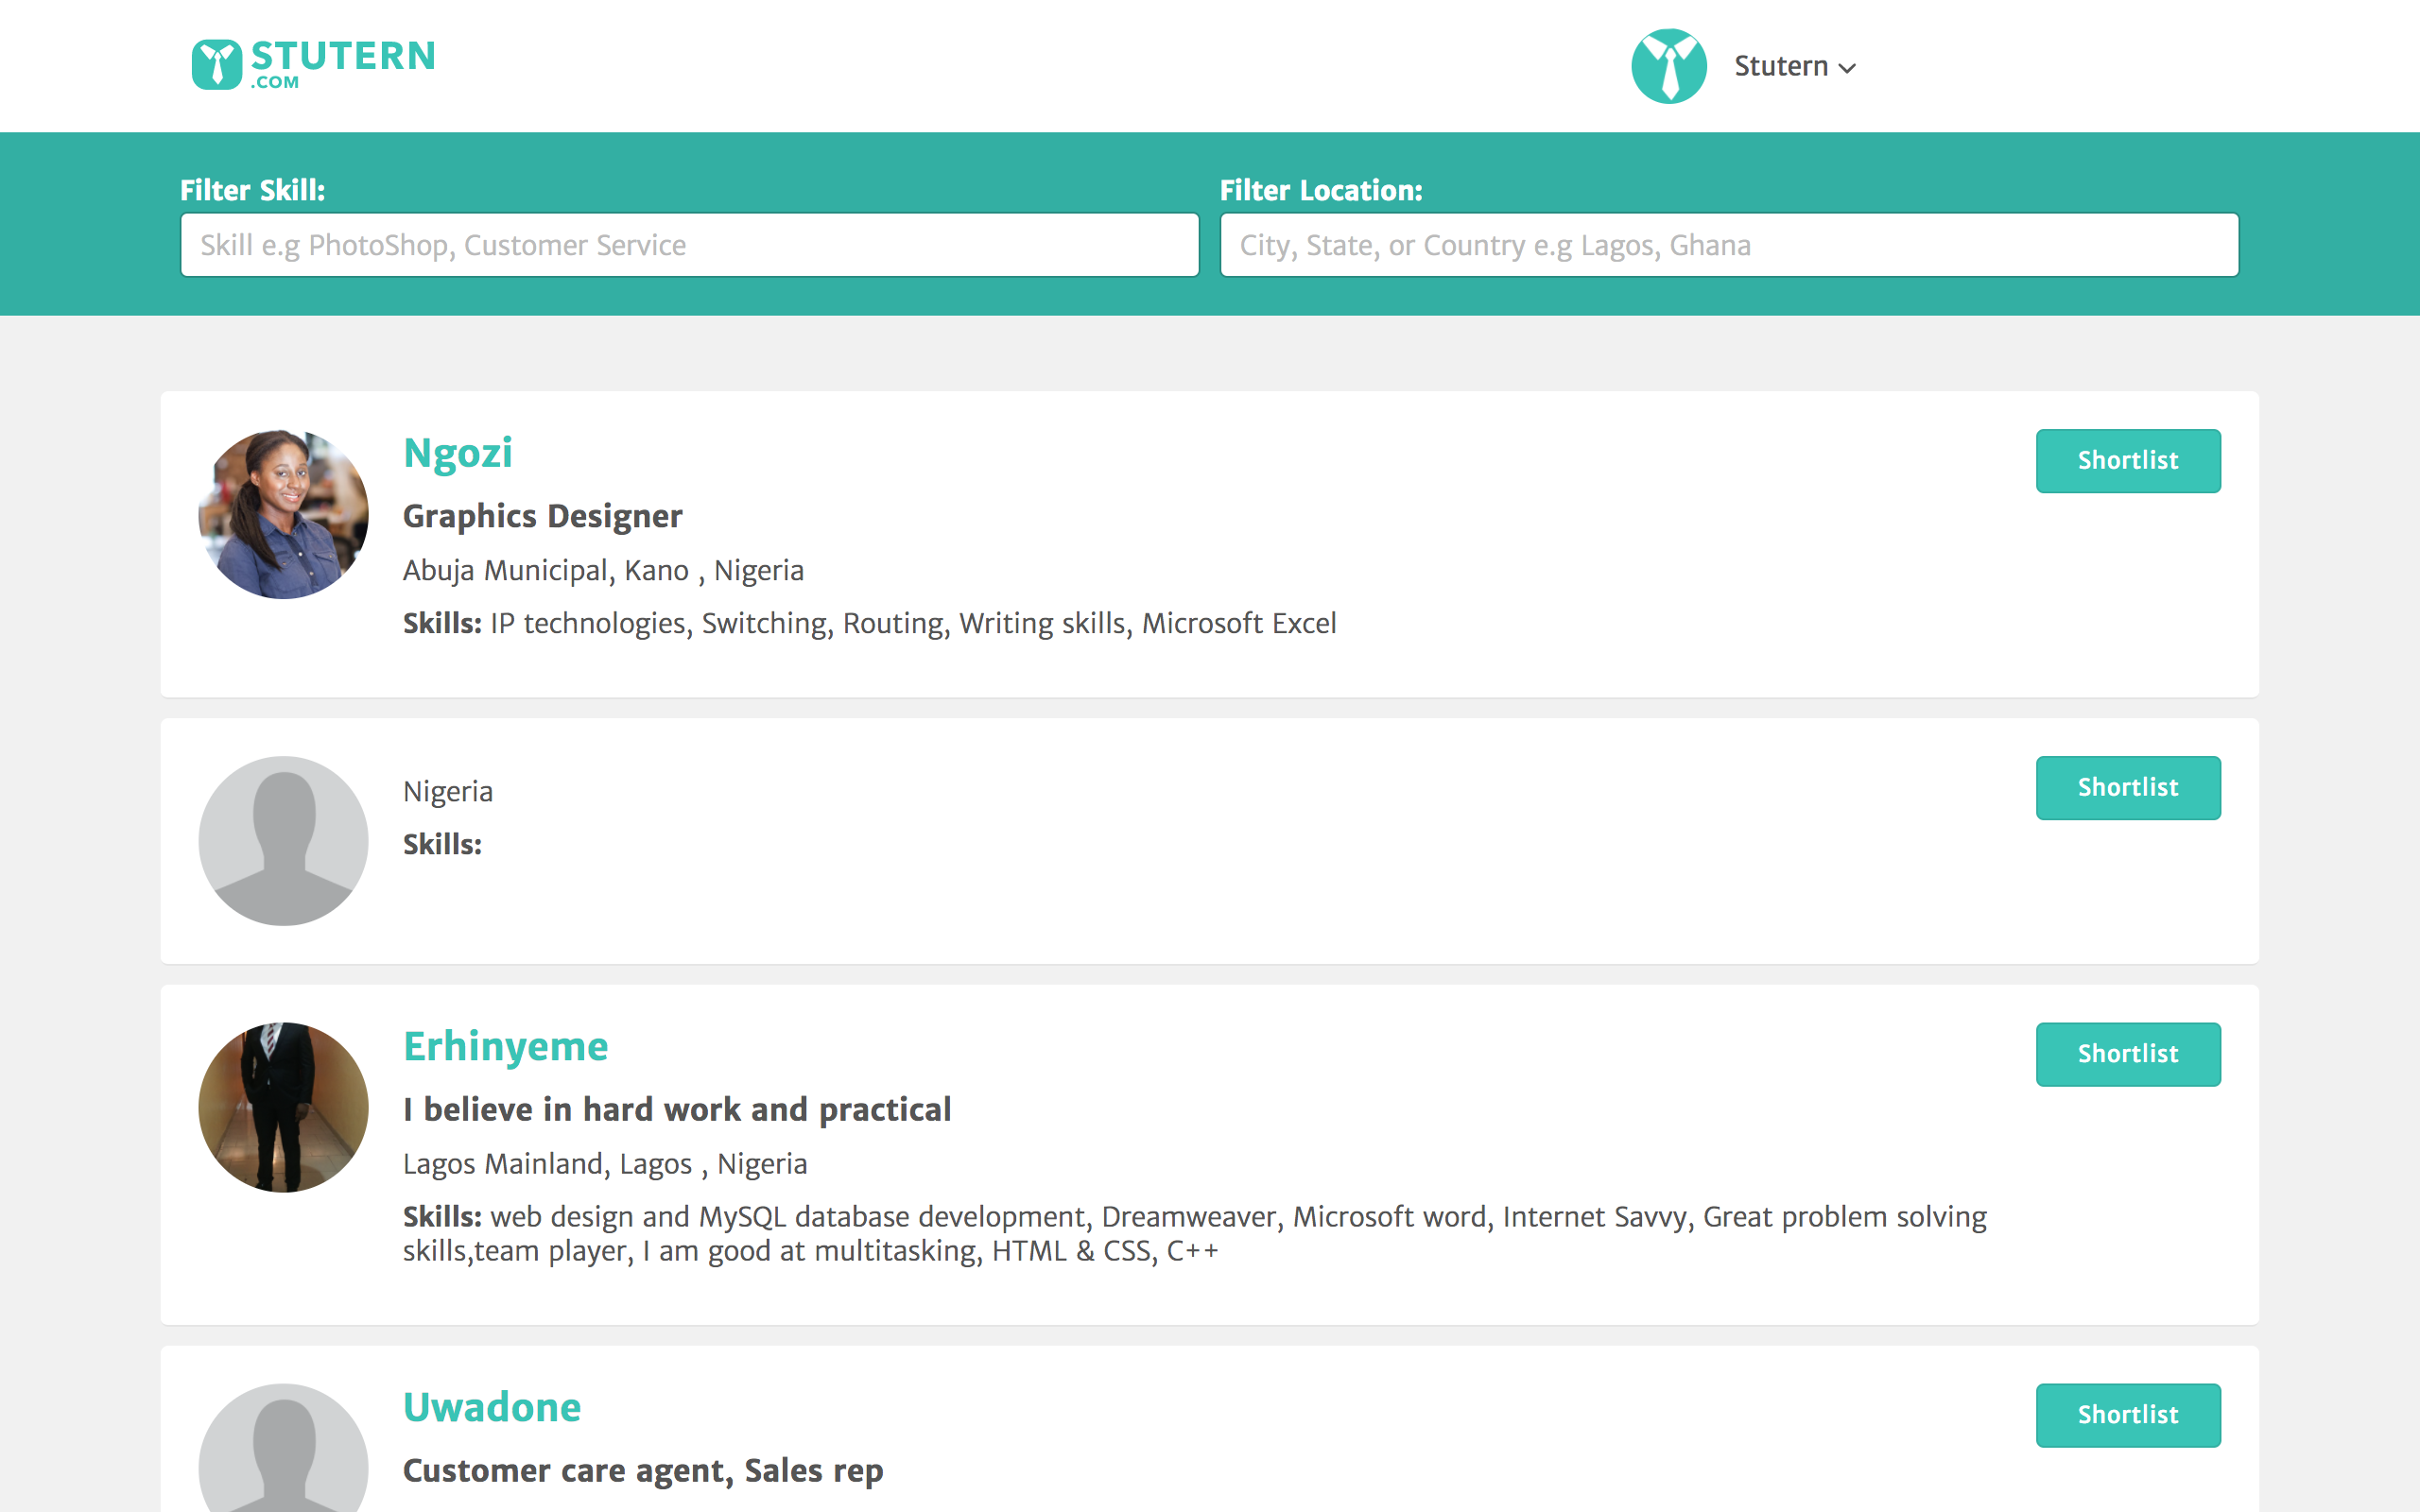 STUTERN
.COM
Stutern
Filter Skill:
Filter Location:
Skill e.g PhotoShop, Customer Service
City, State, or Country e.g Lagos, Ghana
Ngozi
Shortlist
Graphics Designer
Abuja Municipal, Kano , Nigeria
Skills: IP technologies, Switching, Routing, Writing skills, Microsoft Excel
Nigeria
Shortlist
Skills:
Erhinyeme
Shortlist
I believe in hard work and practical
Lagos Mainland, Lagos , Nigeria
Skills: web design and MySQL database development, Dreamweaver, Microsoft word, Internet Savvy, Great problem solving
skills,team player, I am good at multitasking, HTML & CSS, C++
Uwadone
Shortlist
Customer care agent, Sales rep